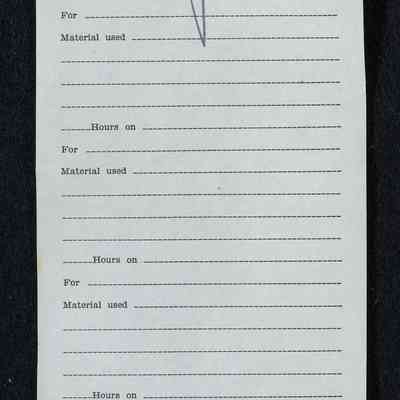 For
Material used
Hours on
For
Material used
Hours on
For
Material used
Hours on